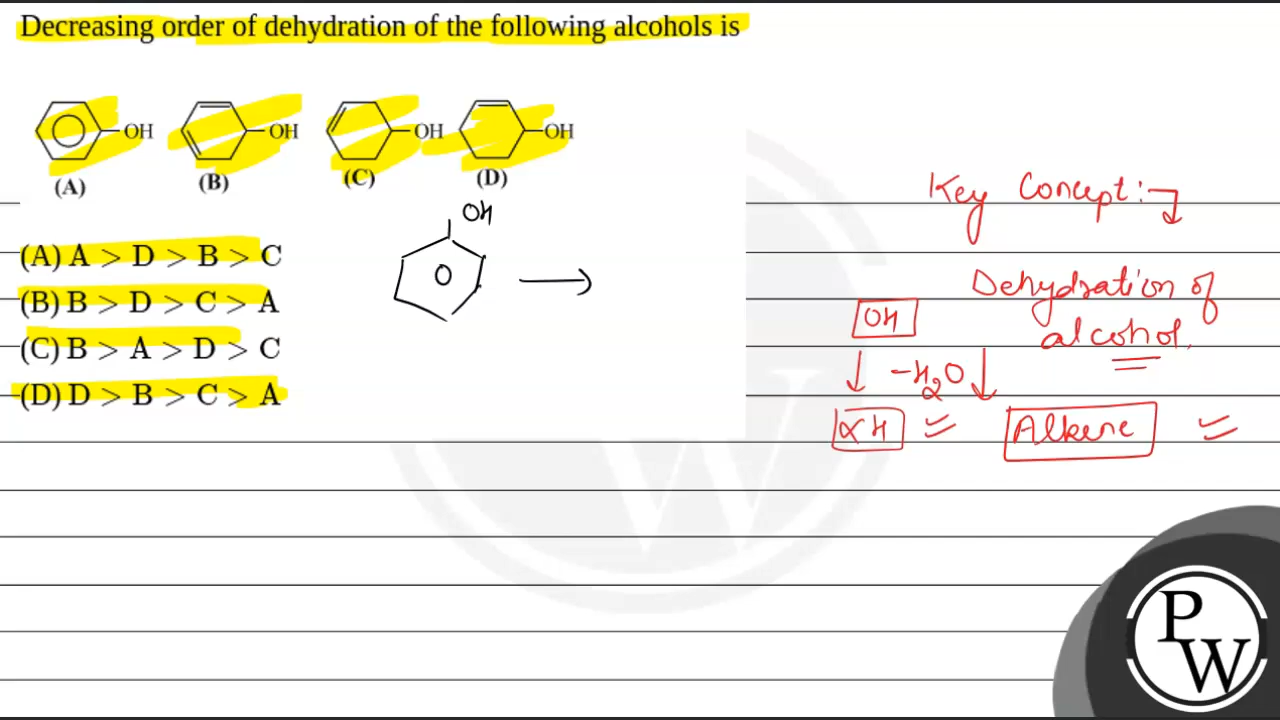 Decreasing order of dehydration of the following alcohols is
OH OH OH OH
(A) (B) (C) (D)
OH
(A) A > D > B > C
(B) B > D > C > A
(C) B > A > D > C
(D) D > B > C > A
Key Concept:
Dehydration of
alcohol.
OH
-H₂O
αH
Alkene
P
W